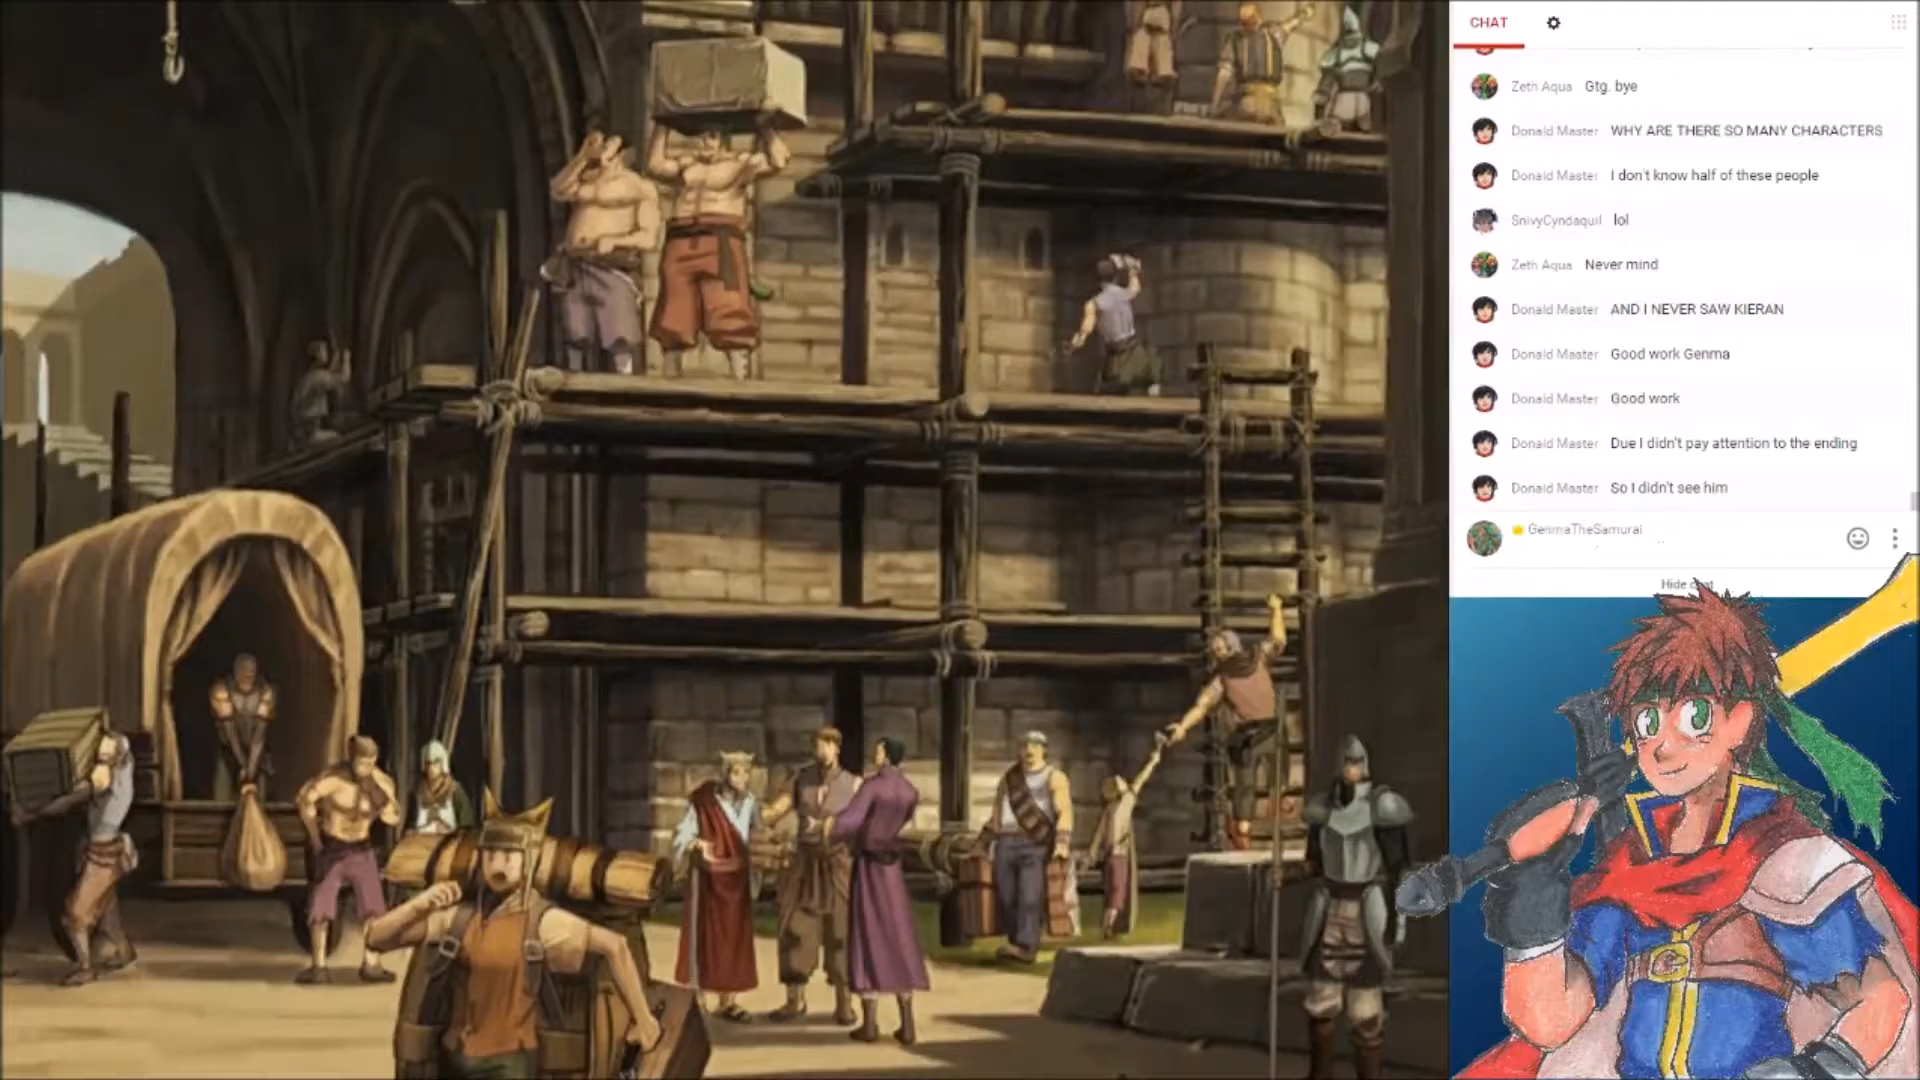 CHAT
Zeth Aqua Gtg. bye
Donald Master WHY ARE THERE SO MANY CHARACTERS
Donald Master I don't know half of these people
SnivyCyndaquil lol
Zeth Aqua Never mind
Donald Master AND I NEVER SAW KIERAN
Donald Master Good work Genma
Donald Master Good work
Donald Master Due I didn't pay attention to the ending
Donald Master So I didn't see him
GenmaTheSamurai
Hide